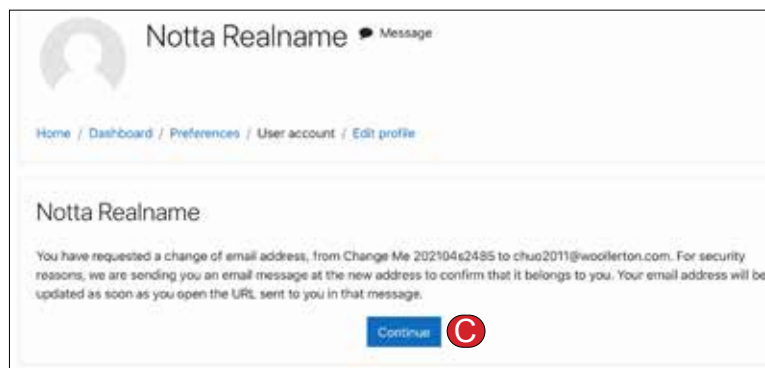 Notta Realname Message
Home / Dashboard / Preferences / User account / Edit profile
Notta Realname
You have requested a change of email address, from Change Me 202104s2485 to chuo2011@woollerton.com. For security
reasons, we are sending you an email message at the new address to confirm that it belongs to you. Your email address will be
updated as soon as you open the URL sent to you in that message.
Continue C